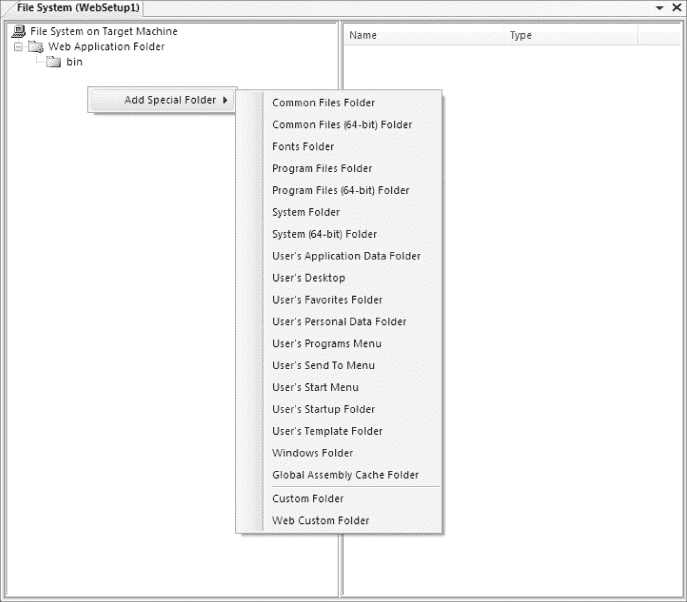 File System (WebSetup1)
File System on Target Machine
Web Application Folder
bin
Name Type
Add Special Folder
Common Files Folder
Common Files (64-bit) Folder
Fonts Folder
Program Files Folder
Program Files (64-bit) Folder
System Folder
System (64-bit) Folder
User's Application Data Folder
User's Desktop
User's Favorites Folder
User's Personal Data Folder
User's Programs Menu
User's Send To Menu
User's Start Menu
User's Startup Folder
User's Template Folder
Windows Folder
Global Assembly Cache Folder
Custom Folder
Web Custom Folder